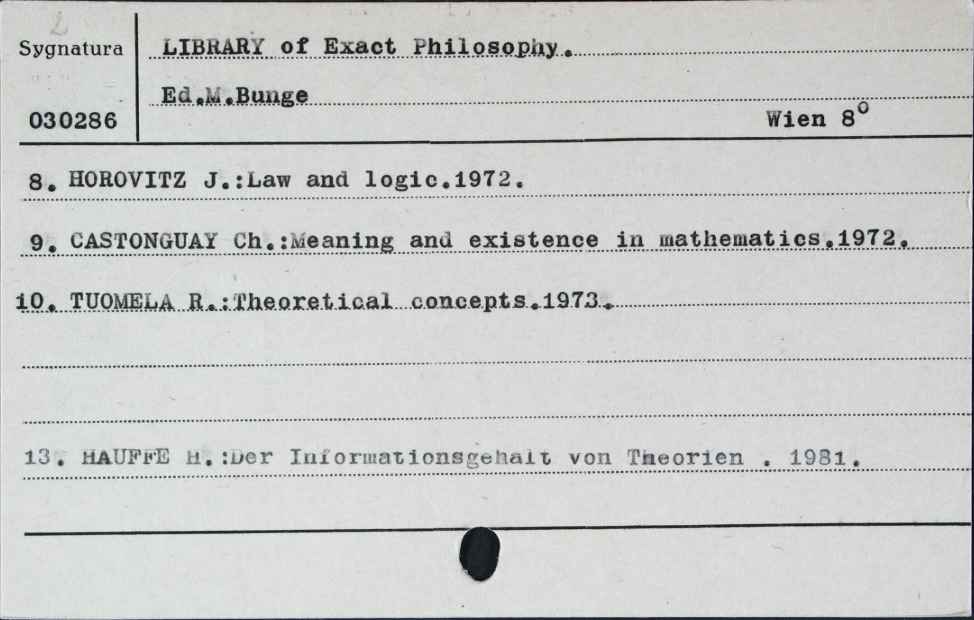 Sygnatura
LIBRARY of Exact Philosophy.
Ed.M.Bunge
030286
Wien 8°
8. HOROVITZ J.:Law and logic.1972.
9. CASTONGUAY Ch.:Meaning and existence in mathematics.1972.
10. TUOMELA R.:Theoretical concepts.1973.
13. HAUFFE H.:Der Informationsgehalt von Theorien . 1981.